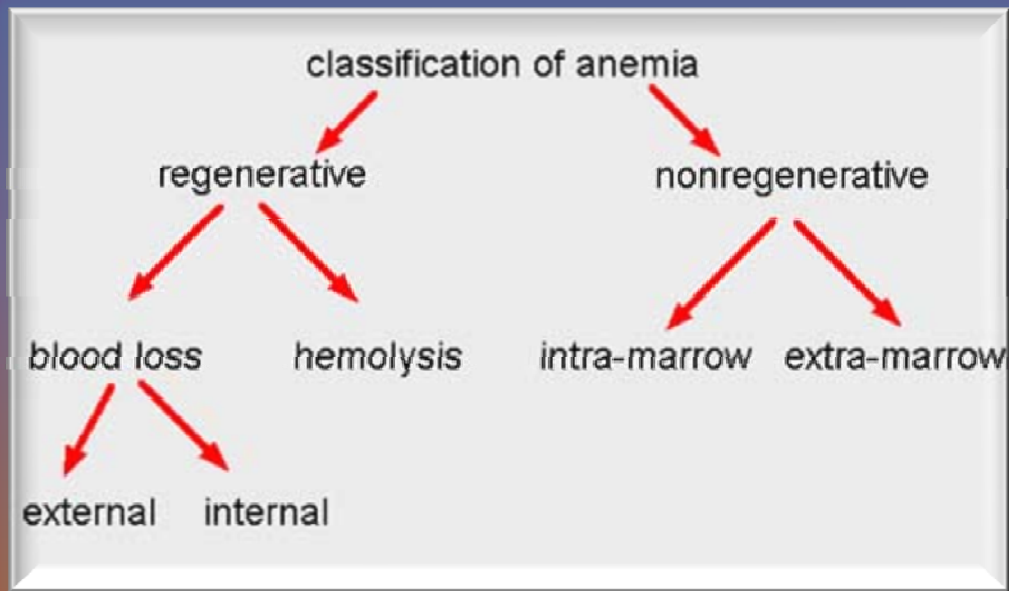 classification of anemia
regenerative nonregenerative
blood loss hemolysis intra-marrow extra-marrow
external internal